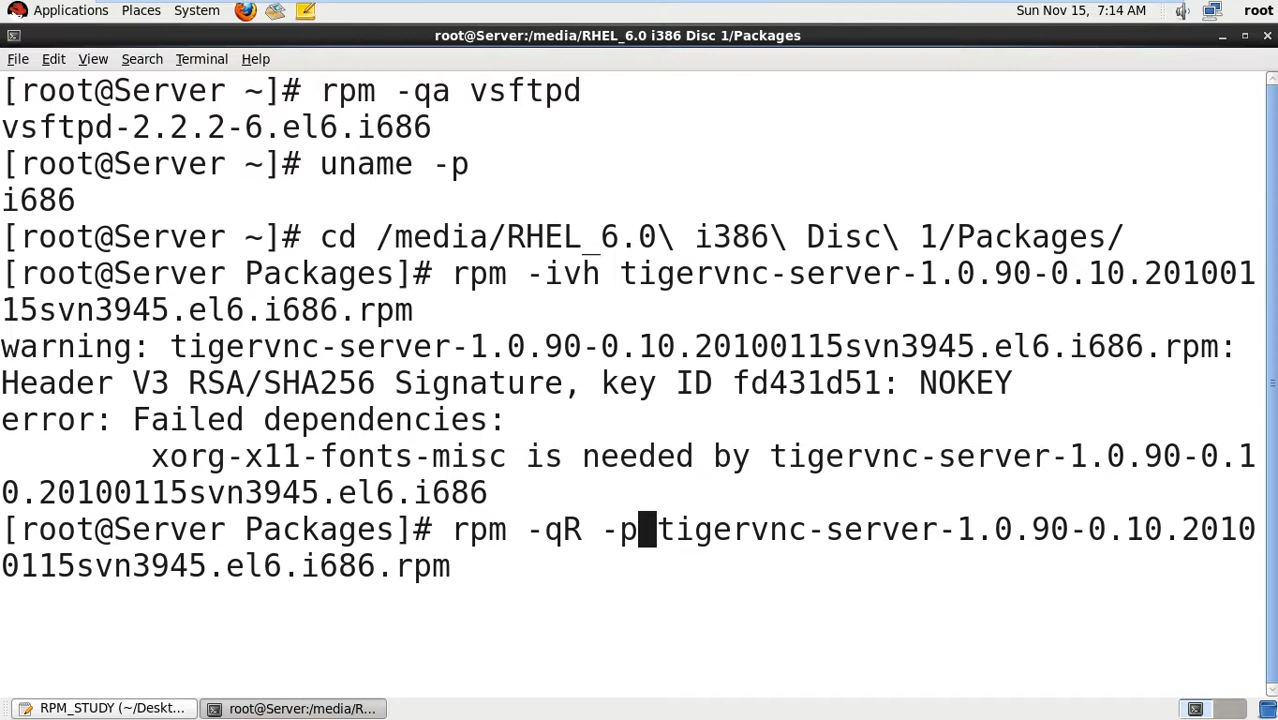 Applications Places System Sun Nov 15, 7:14 AM root
root@Server:/media/RHEL_6.0 i386 Disc 1/Packages
File Edit View Search Terminal Help
[root@Server ~]# rpm -qa vsftpd
vsftpd-2.2.2-6.el6.i686
[root@Server ~]# uname -p
i686
[root@Server ~]# cd /media/RHEL_6.0\ i386\ Disc\ 1/Packages/
[root@Server Packages]# rpm -ivh tigervnc-server-1.0.90-0.10.201001
15svn3945.el6.i686.rpm
warning: tigervnc-server-1.0.90-0.10.20100115svn3945.el6.i686.rpm:
Header V3 RSA/SHA256 Signature, key ID fd431d51: NOKEY
error: Failed dependencies:
xorg-x11-fonts-misc is needed by tigervnc-server-1.0.90-0.1
0.20100115svn3945.el6.i686
[root@Server Packages]# rpm -qR -p tigervnc-server-1.0.90-0.10.2010
0115svn3945.el6.i686.rpm
RPM_STUDY (~/Deskt... root@Server:/media/R...